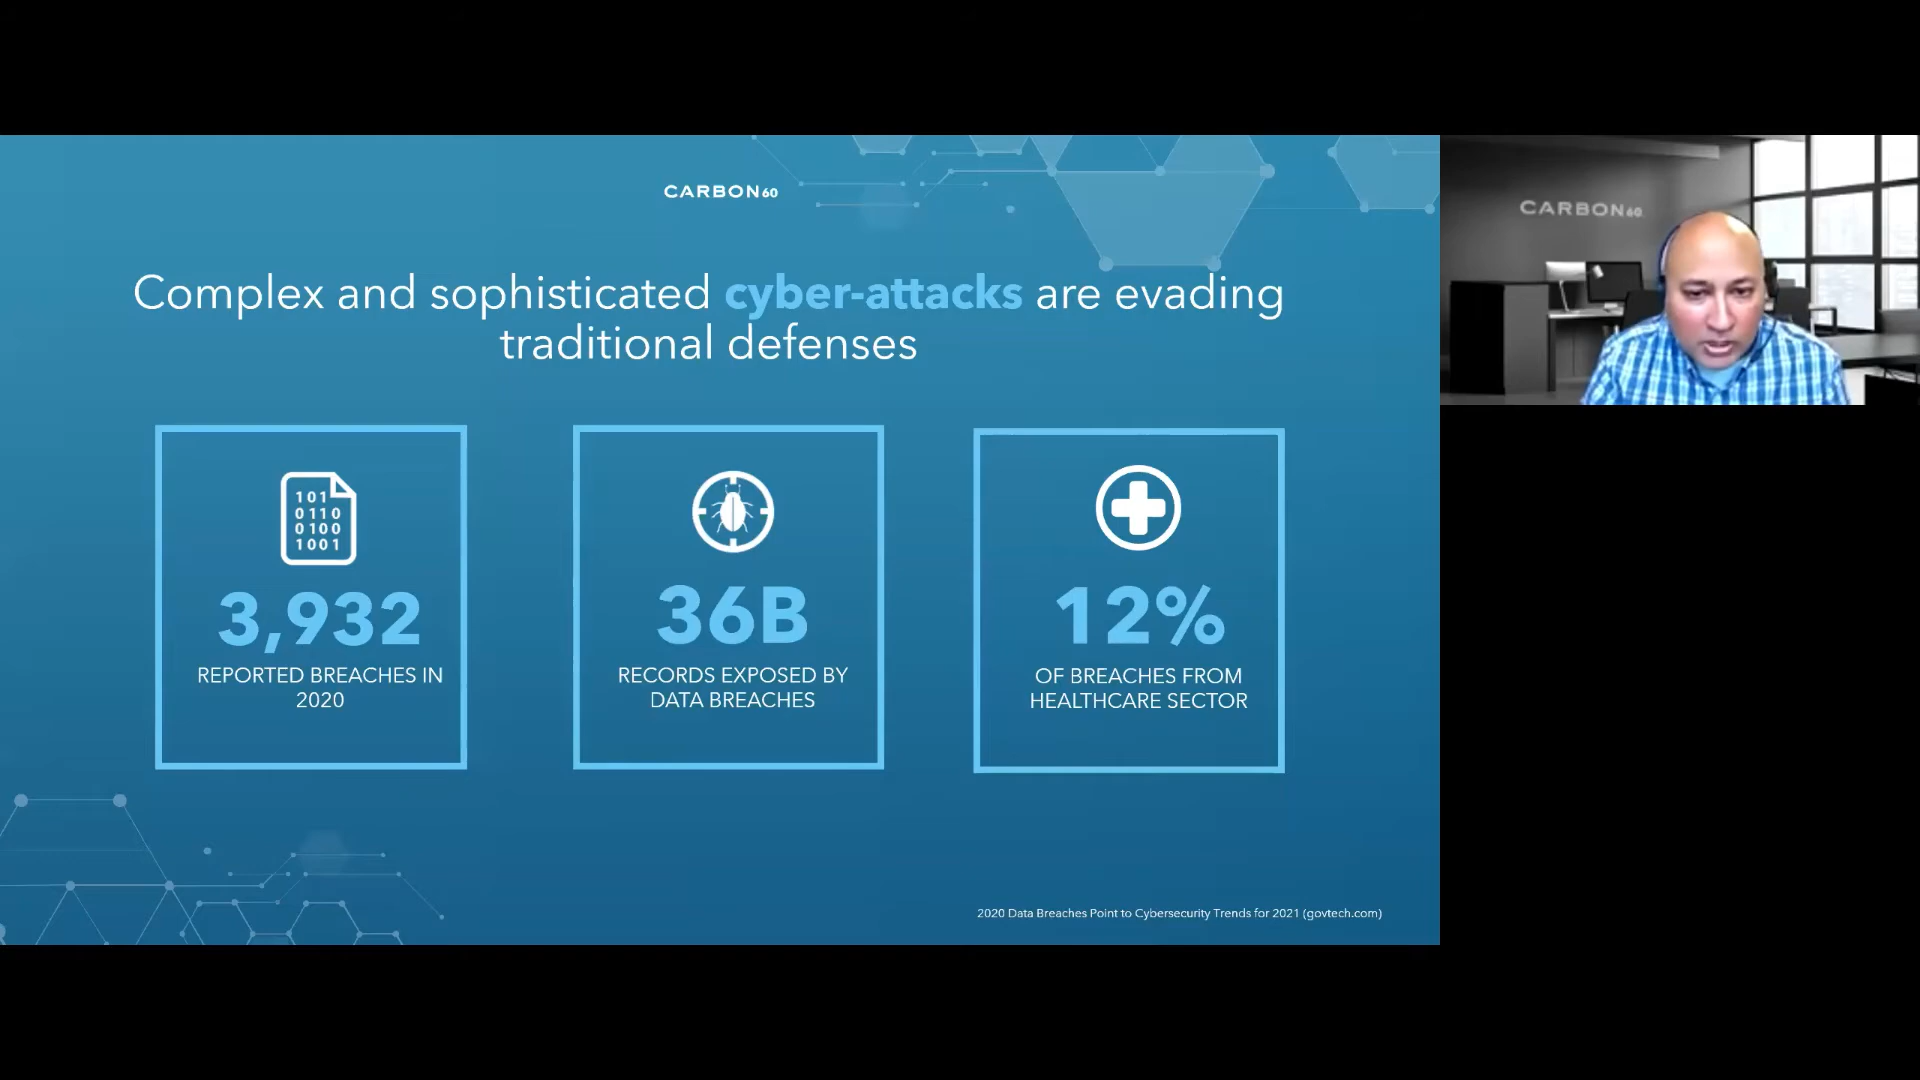 CARBON60
Complex and sophisticated cyber-attacks are evading
traditional defenses
101
0110
0100
1001
3,932
REPORTED BREACHES IN
2020
36B
RECORDS EXPOSED BY
DATA BREACHES
12%
OF BREACHES FROM
HEALTHCARE SECTOR
2020 Data Breaches Point to Cybersecurity Trends for 2021 (govtech.com)
CARBON60